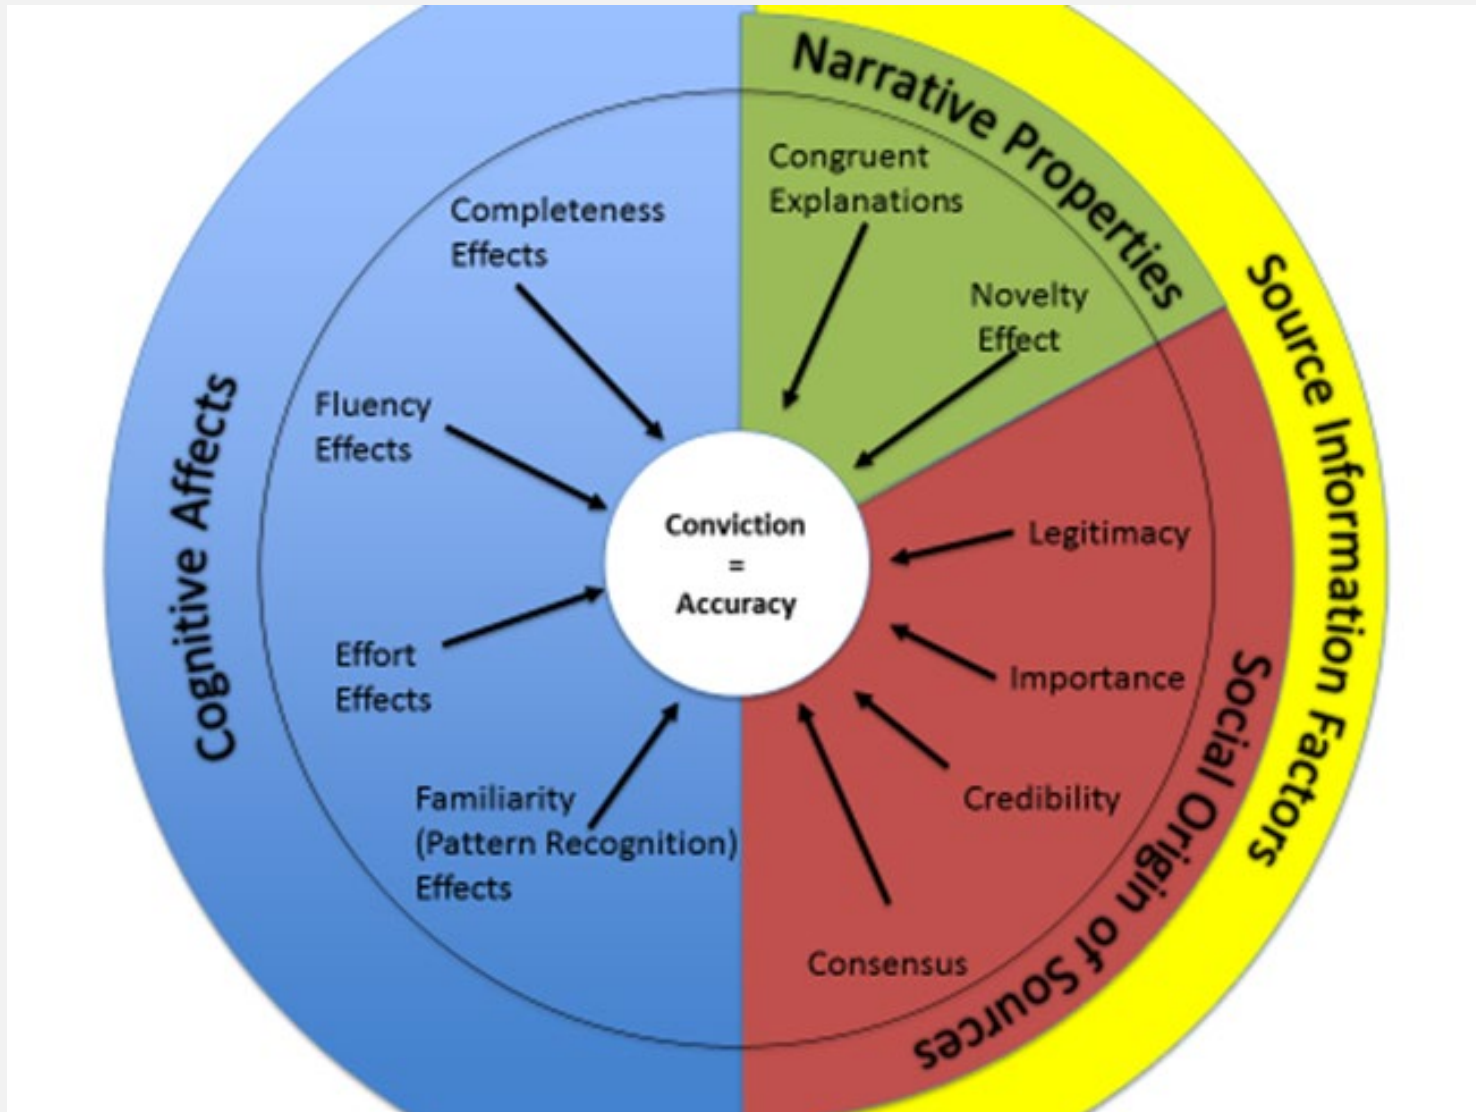 Narrative Properties
Congruent
Explanations
Novelty
Effect
Completeness
Effects
Fluency
Effects
Effort
Effects
Familiarity
(Pattern Recognition)
Effects
Cognitive Affects
Conviction
=
Accuracy
Legitimacy
Importance
Credibility
Consensus
Social Origin of Sources
Source Information Factors